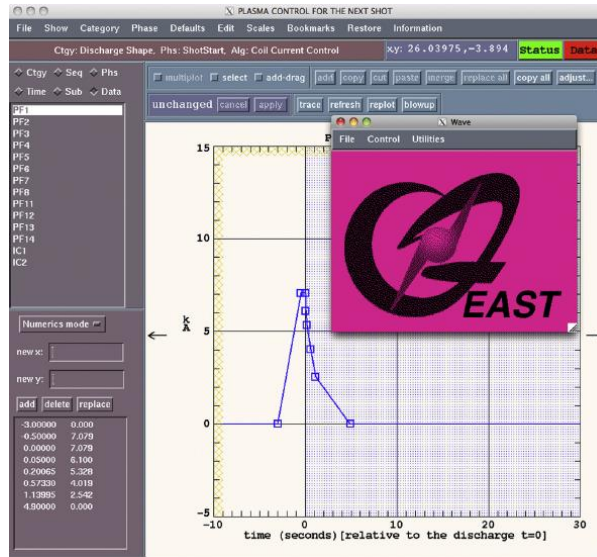 PLASMA CONTROL FOR THE NEXT SHOT
File Show Category Phase Defaults Edit Scales Bookmarks Restore Information
Ctgy: Discharge Shape, Phs: ShotStart, Alg: Coil Current Control
x,y: 26.03975,-3.894
Status
Data
Ctgy Seq Phs
Time Sub Data
multiplot select add-drag add copy cut paste merge replace all copy all adjust...
unchanged cancel apply trace refresh replot blowup
PF1
PF2
PF3
PF4
PF5
PF6
PF7
PF8
PF11
PF12
PF13
PF14
IC1
IC2
Numerics mode
new x:
new y:
add delete replace
-3.00000 0.000
-0.50000 7.079
0.00000 7.079
0.05000 6.100
0.20065 5.328
0.57330 4.019
1.13995 2.542
4.90000 0.000
Wave
File Control Utilities
EAST
P
15
10
5
0
-5
kA
-10 0 10 20 30
time (seconds)[relative to the discharge t=0]